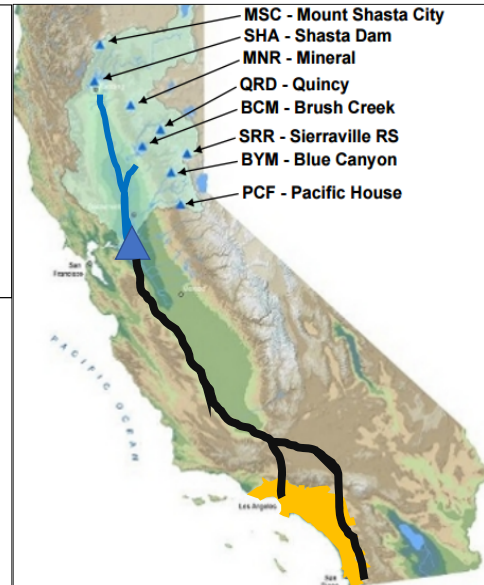 MSC - Mount Shasta City
SHA - Shasta Dam
MNR - Mineral
QRD - Quincy
BCM - Brush Creek
SRR - Sierraville RS
BYM - Blue Canyon
PCF - Pacific House
San
Francisco
PACIFIC OCEAN
Los Angeles
San